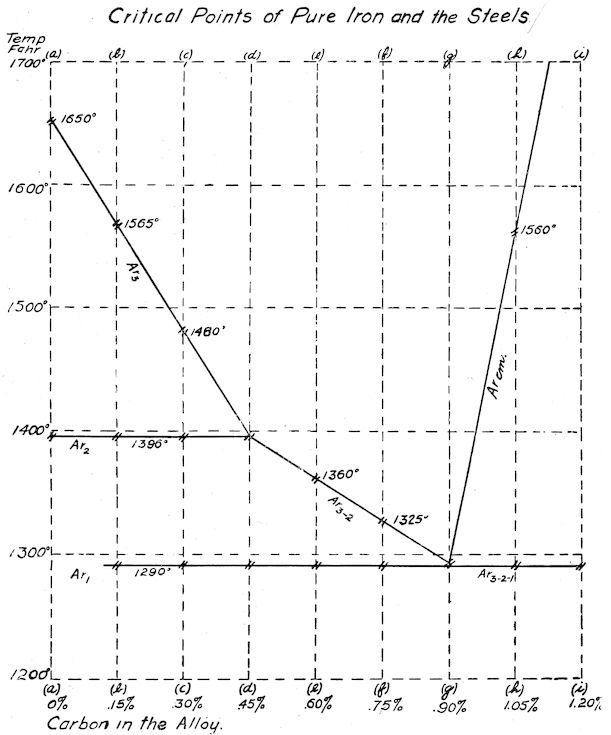 Critical Points of Pure Iron and the Steels
Temp
Fahr
(a) (b) (c) (d) (e) (f) (g) (h) (i)
1700°
1650°
1600°
1565°
1560°
Ar3
1500°
1480°
Arcm.
1400°
Ar2 1396°
1360°
Ar3-2
1325°
1300°
Ar1 1290° Ar3-2-1
1200°
(a) (b) (c) (d) (e) (f) (g) (h) (i)
0% .15% .30% .45% .60% .75% .90% 1.05% 1.20%
Carbon in the Alloy.